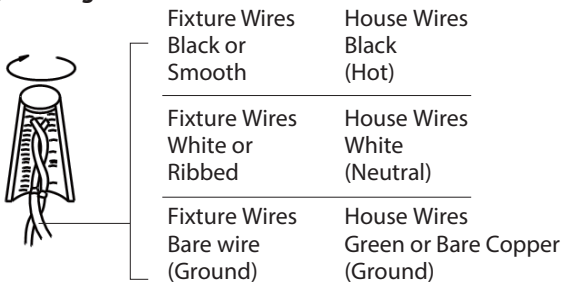 Fixture Wires House Wires
Black or Black
Smooth (Hot)
Fixture Wires House Wires
White or White
Ribbed (Neutral)
Fixture Wires House Wires
Bare wire Green or Bare Copper
(Ground) (Ground)